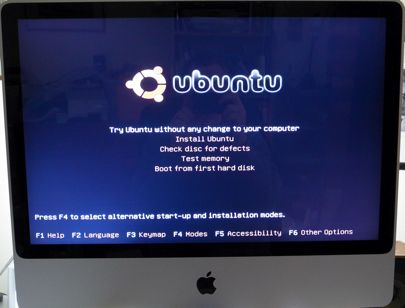 ubuntu
Try Ubuntu without any change to your computer
Install Ubuntu
Check disc for defects
Test memory
Boot from first hard disk
Press F4 to select alternative start-up and installation modes.
F1 Help F2 Language F3 Keymap F4 Modes F5 Accessibility F6 Other Options